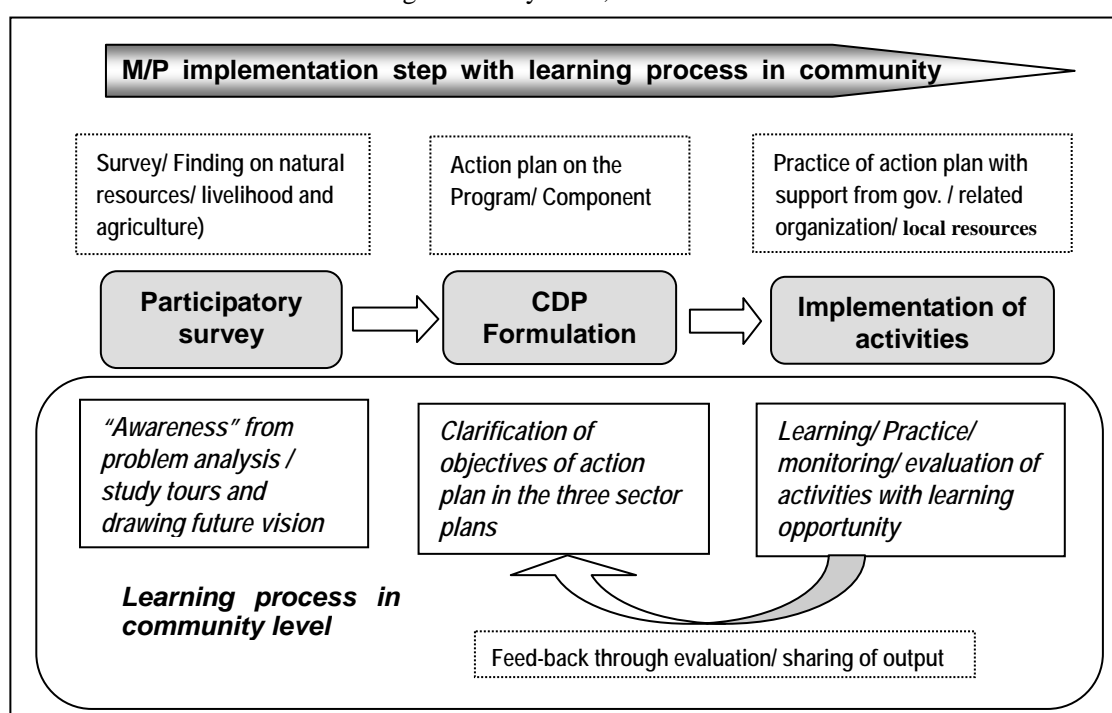 M/P implementation step with learning process in community
Survey/ Finding on natural
resources/ livelihood and
agriculture)
Action plan on the
Program/ Component
Practice of action plan with
support from gov. / related
organization/ local resources
Participatory
survey
CDP
Formulation
Implementation of
activities
“Awareness” from
problem analysis /
study tours and
drawing future vision
Clarification of
objectives of action
plan in the three sector
plans
Learning/ Practice/
monitoring/ evaluation of
activities with learning
opportunity
Learning process in
community level
Feed-back through evaluation/ sharing of output